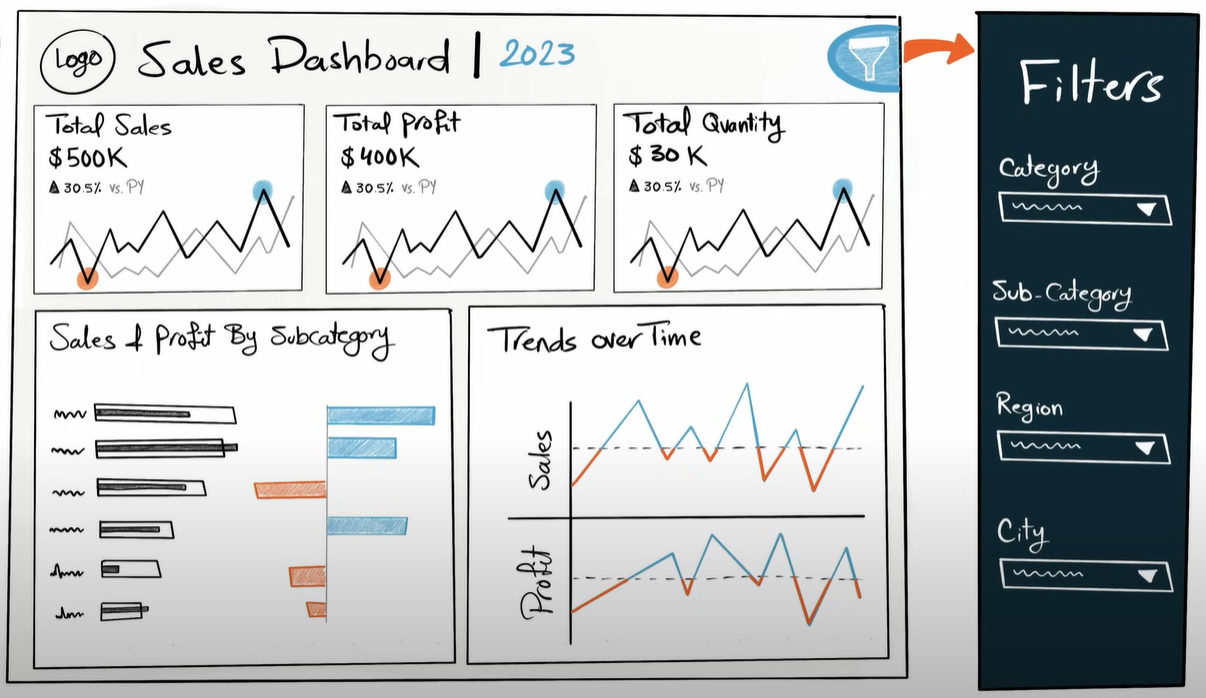 Logo
Sales Dashboard | 2023
Total Sales
$500K
▲ 30.5% vs. PY
Total Profit
$400K
▲ 30.5% vs. PY
Total Quantity
$30K
▲ 30.5% vs. PY
Sales & Profit By Subcategory
Trends over Time
Sales
Profit
Filters
Category
Sub-Category
Region
City